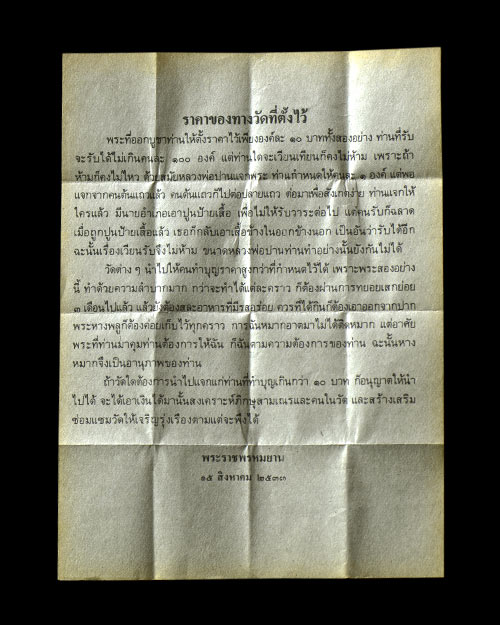 ราคาของทางวัดที่ตั้งไว้
พระที่ออกบูชาท่านให้ตั้งราคาไว้เพียงองค์ละ ๑๐ บาททั้งสองอย่าง ท่านที่รับ
จะรับได้ไม่เกินคนละ ๑๐๐ องค์ แต่ท่านใดจะเวียนเทียนก็คงไม่ห้าม เพราะถ้า
ห้ามก็คงไม่ไหว ด้วยสมัยหลวงพ่อปานแจกพระ ท่านกำหนดให้คนละ ๑ องค์ แต่พอ
แจกจากคนต้นแถวแล้ว คนต้นแถวก็ไปต่อปลายแถว ต่อมาเพื่อสังเกตง่าย ท่านแจกให้
ใครแล้ว มีนายอำเภอเอาปูนป้ายเสื้อ เพื่อไม่ให้รับวาระต่อไป แต่คนรับก็ฉลาด
เมื่อถูกปูนป้ายเสื้อแล้ว เธอก็กลับเอาเสื้อข้างในออกข้างนอก เป็นอันว่ารับได้อีก
ฉะนั้นเรื่องเวียนรับจึงไม่ห้าม ขนาดหลวงพ่อปานท่านทำอย่างนั้นยังกันไม่ได้
วัดต่าง ๆ นำไปให้คนทำบุญราคาสูงกว่าที่กำหนดไว้ได้ เพราะพระสองอย่าง
นี้ ทำด้วยความลำบากมาก กว่าจะทำได้แต่ละคราว ก็ต้องผ่านการทยอยเสกย่อย
๓ เดือนไปแล้ว แล้วยังต้องสละอาหารที่มีรสอร่อย ควรที่ได้กินก็ต้องเอาออกจากปาก
พระหางพลูก็ต้องคอยเก็บไว้ทุกคราว การฉันหมากอาตมาไม่ได้ติดหมาก แต่อาศัย
พระที่ท่านมาคุมท่านต้องการให้ฉัน ก็ฉันตามความต้องการของท่าน ฉะนั้นหาง
หมากจึงเป็นอานุภาพของท่าน
ถ้าวัดใดต้องการนำไปแจกแก่ท่านที่ทำบุญเกินกว่า ๑๐ บาท ก็อนุญาตให้นำ
ไปได้ จะได้เอาเงินได้มานั้นสงเคราะห์ภิกษุสามเณรและคนในวัด และสร้างเสริม
ซ่อมแซมวัดให้เจริญรุ่งเรืองตามแต่จะพึงได้
พระราชพรหมยาน
๑๕ สิงหาคม ๒๕๓๓